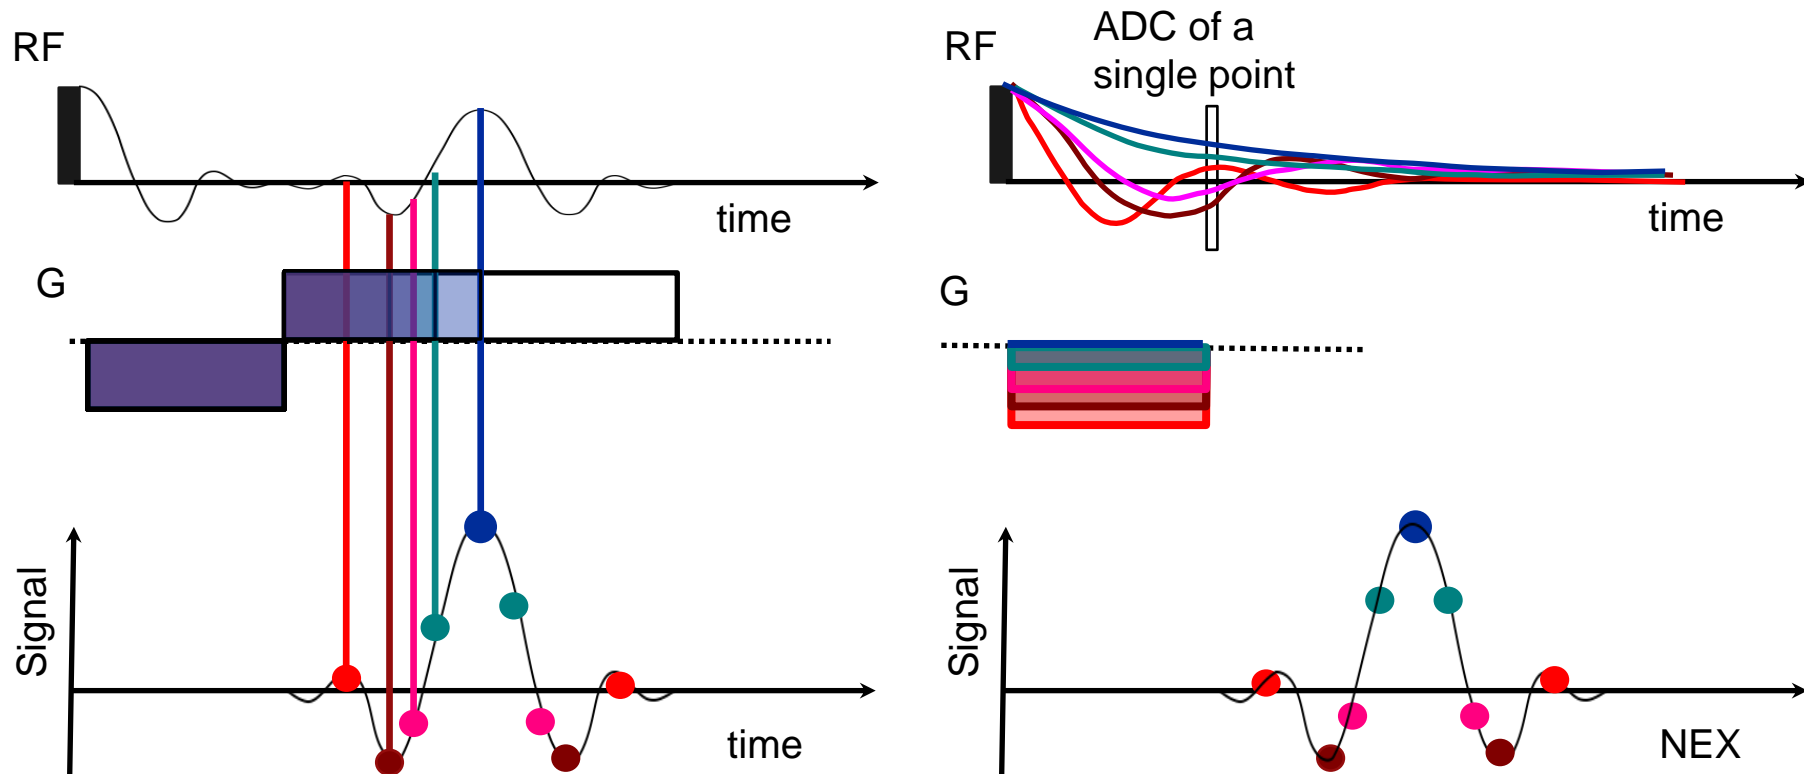 RF
time
G
Signal
time
RF
ADC of a
single point
time
G
Signal
NEX